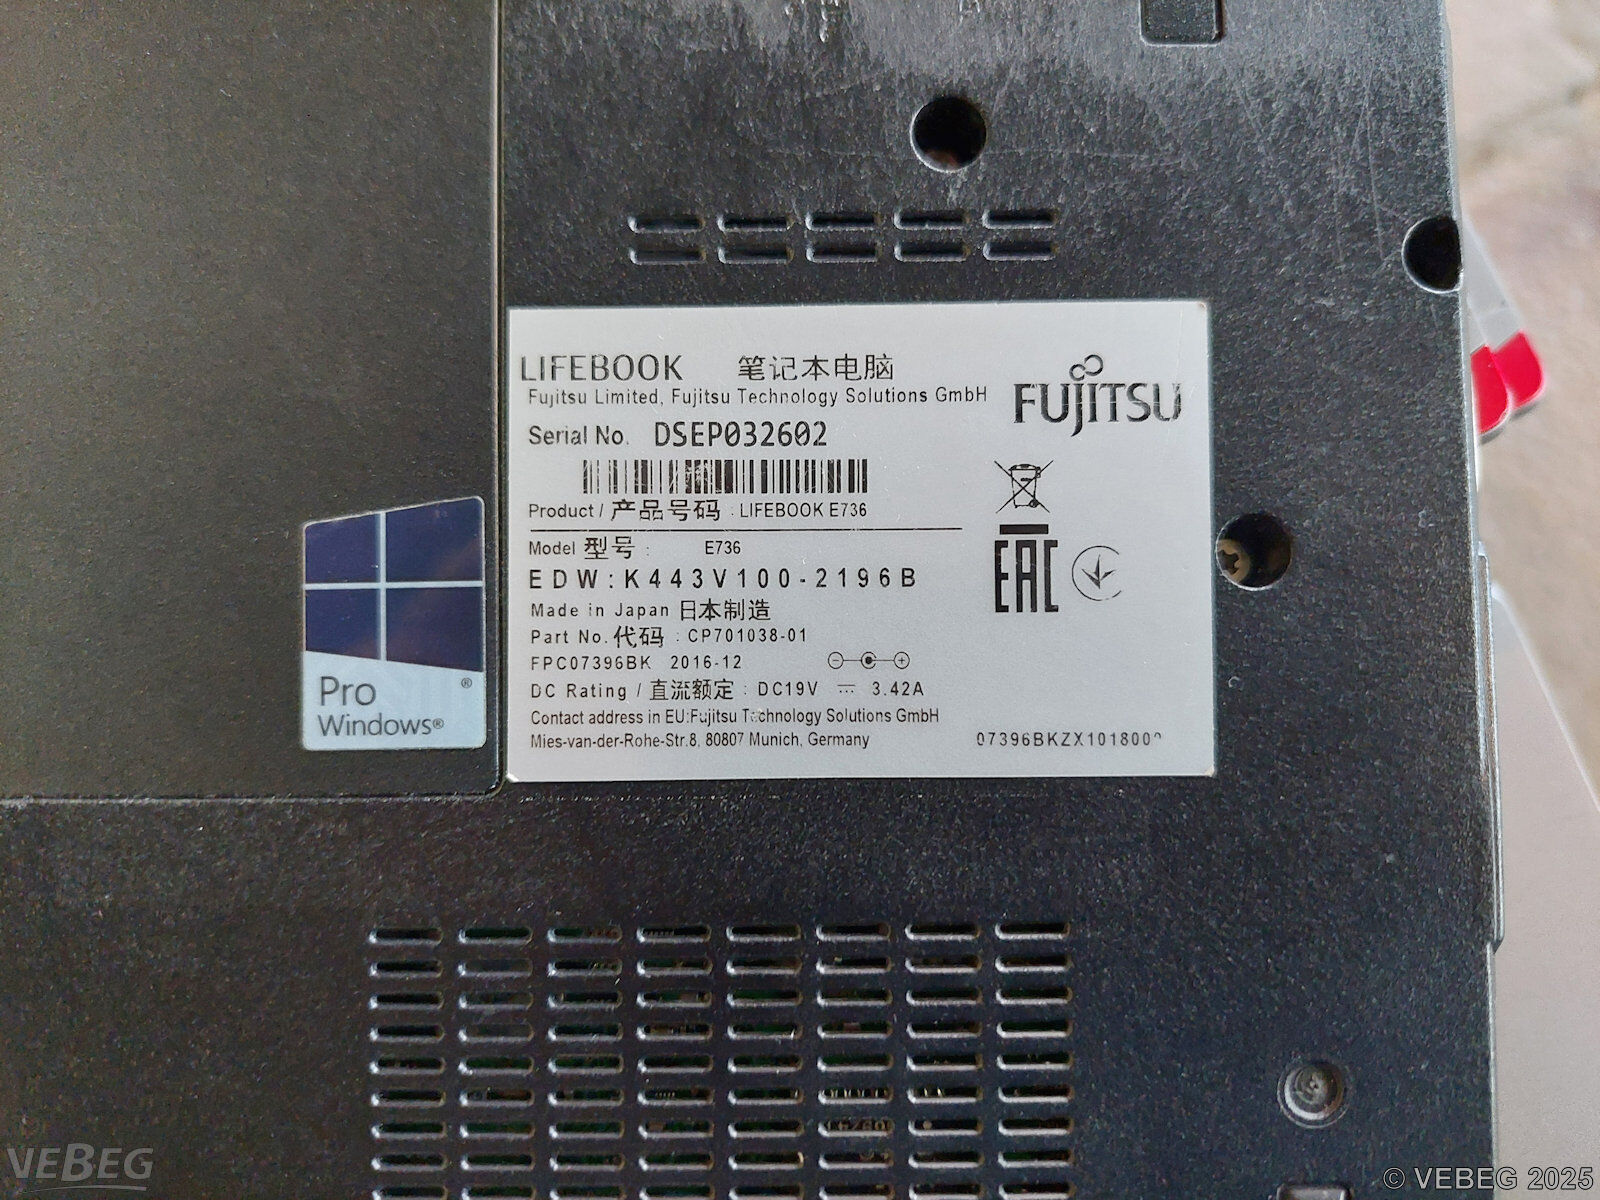 LIFEBOOK 笔记本电脑
Fujitsu Limited, Fujitsu Technology Solutions GmbH
FUJITSU
Serial No. DSEP032602
Product / 产品号码 : LIFEBOOK E736
Model 型号 : E736
EDW:K443V100-2196B
EAC
Made in Japan 日本制造
Part No. 代码 : CP701038-01
FPC07396BK 2016-12
DC Rating / 直流额定 : DC19V ⎓ 3.42A
Contact address in EU:Fujitsu Technology Solutions GmbH
Mies-van-der-Rohe-Str.8, 80807 Munich, Germany
Pro ®
Windows®
VEBEG
© VEBEG 2025